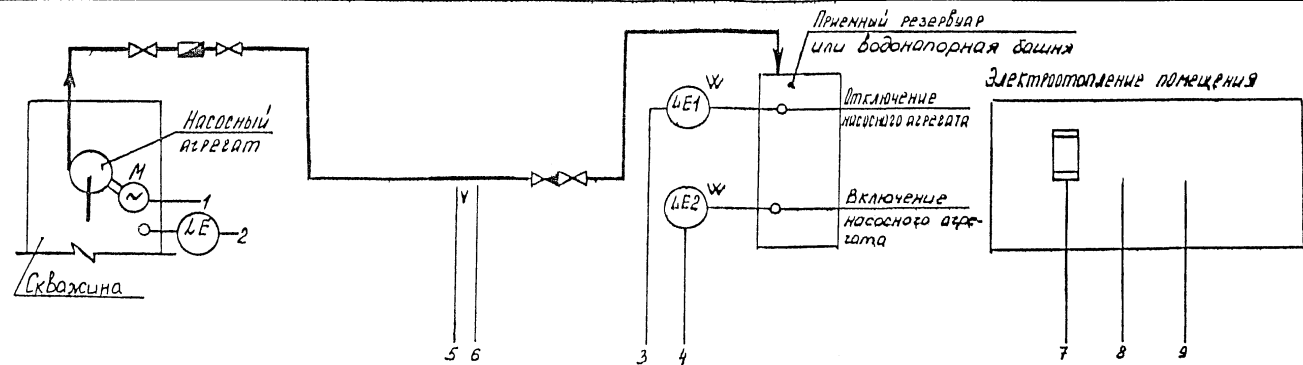 Приемный резервуар
или водонапорная башня
Электроотопление помещения
Насосный
агрегат
М
~
1
LE
2
Скважина
5 6
LE1
W
Отключение
насосного агрегата
LE2
W
Включение
насосного агре-
гата
3 4
7 8 9